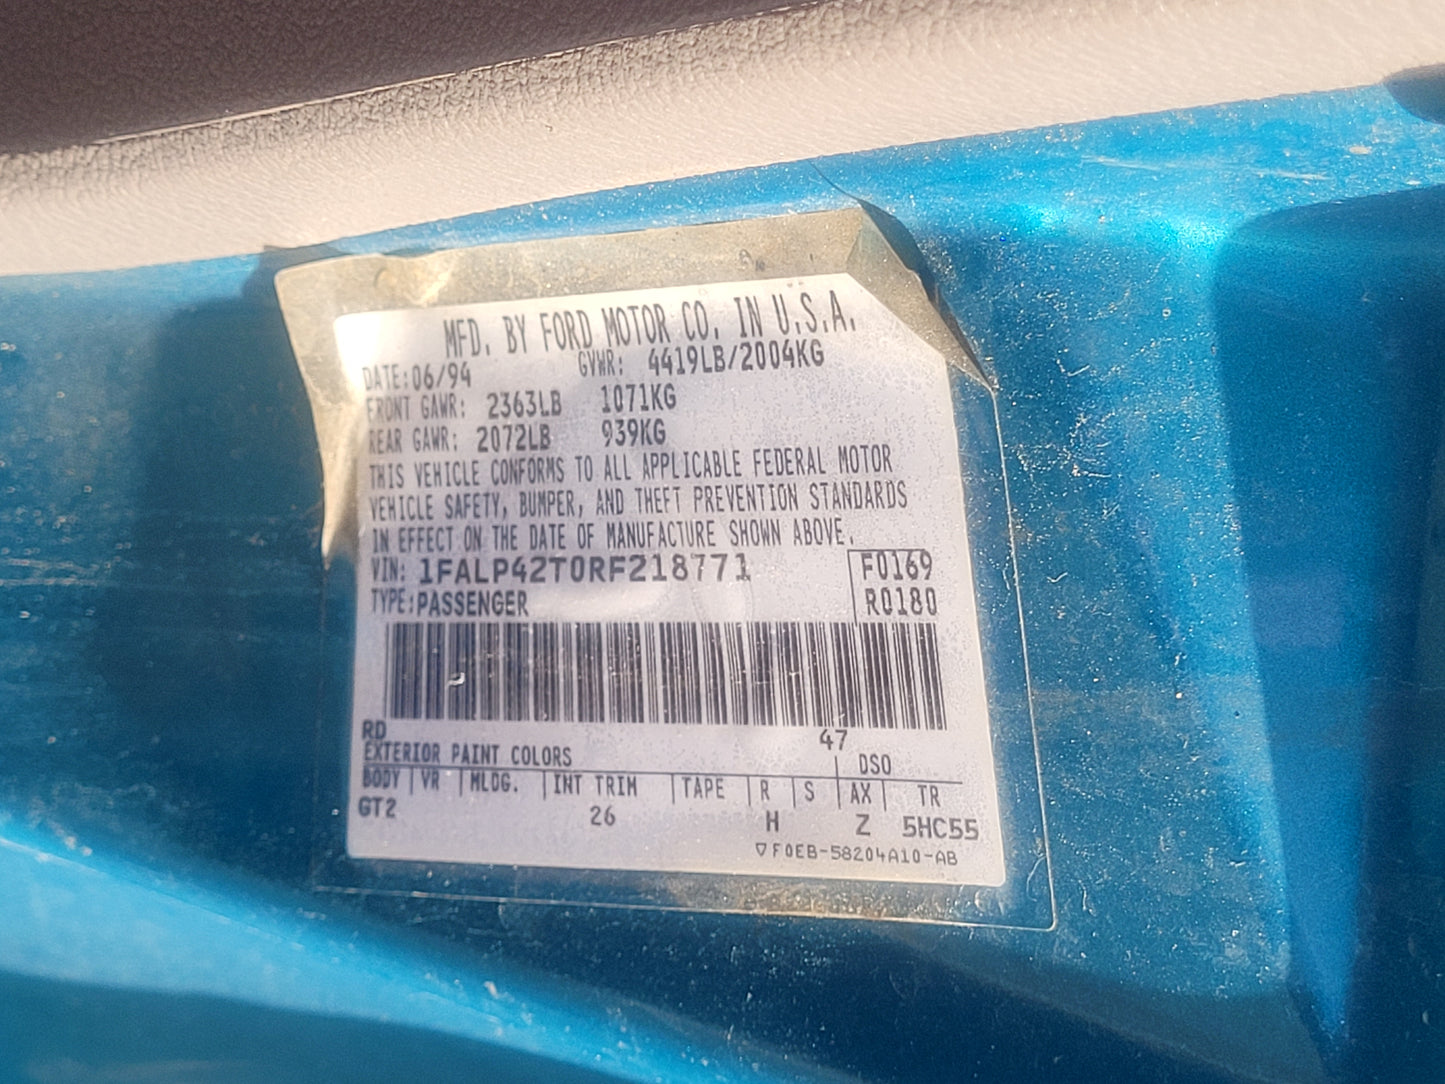 MFD. BY FORD MOTOR CO. IN U.S.A.
DATE:06/94 GVWR: 4419LB/2004KG
FRONT GAWR: 2363LB 1071KG
REAR GAWR: 2072LB 939KG
THIS VEHICLE CONFORMS TO ALL APPLICABLE FEDERAL MOTOR
VEHICLE SAFETY, BUMPER, AND THEFT PREVENTION STANDARDS
IN EFFECT ON THE DATE OF MANUFACTURE SHOWN ABOVE.
VIN: 1FALP42T0RF218771 F0169
TYPE:PASSENGER R0180
RD 47
EXTERIOR PAINT COLORS DSO
BODY VR MLDG. INT TRIM TAPE R S AX TR
GT2 26 H Z 5HC55
▽F0EB-58204A10-AB